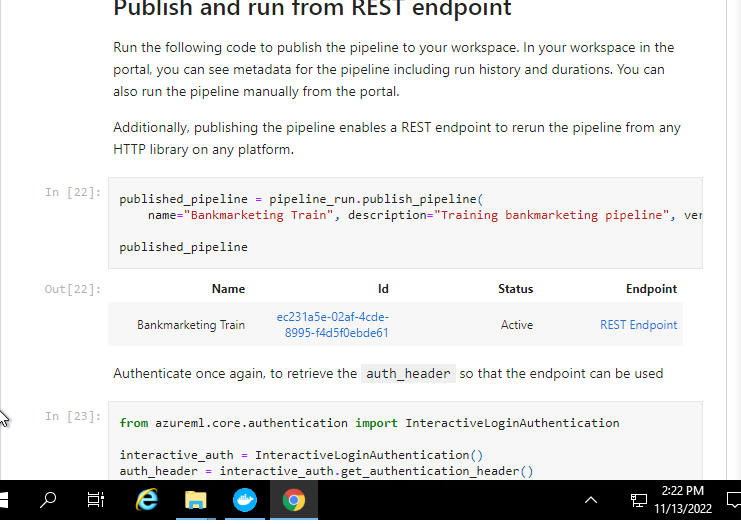 Publish and run from REST endpoint
Run the following code to publish the pipeline to your workspace. In your workspace in the
portal, you can see metadata for the pipeline including run history and durations. You can
also run the pipeline manually from the portal.
Additionally, publishing the pipeline enables a REST endpoint to rerun the pipeline from any
HTTP library on any platform.
In [22]:
published_pipeline = pipeline_run.publish_pipeline(
name="Bankmarketing Train", description="Training bankmarketing pipeline", ver
published_pipeline
Out[22]:
Name Id Status Endpoint
Bankmarketing Train ec231a5e-02af-4cde-8995-f4d5f0ebde61 Active REST Endpoint
Authenticate once again, to retrieve the auth_header so that the endpoint can be used
In [23]:
from azureml.core.authentication import InteractiveLoginAuthentication
interactive_auth = InteractiveLoginAuthentication()
auth_header = interactive_auth.get_authentication_header()
2:22 PM
11/13/2022